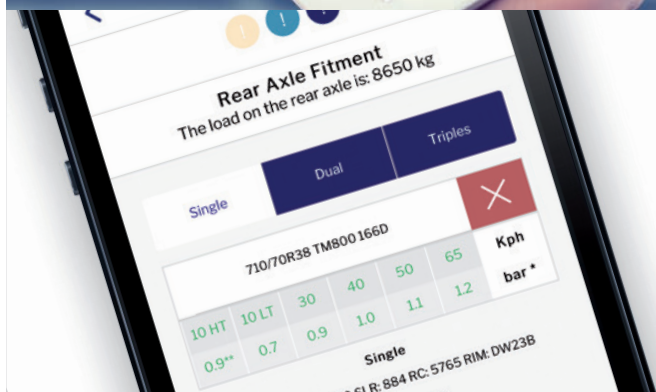 ! ! !
Rear Axle Fitment
The load on the rear axle is: 8650 kg
Single Dual Triples
710/70R38 TM800 166D
10 HT 10 LT 30 40 50 65 Kph
0.9** 0.7 0.9 1.0 1.1 1.2 bar *
Single
SLR: 884 RC: 5765 RIM: DW23B